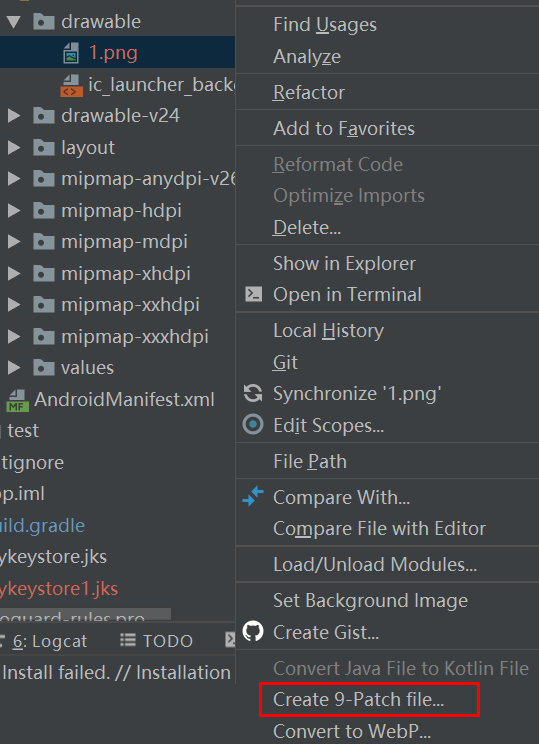 drawable
1.png
ic_launcher_backg
drawable-v24
layout
mipmap-anydpi-v26
mipmap-hdpi
mipmap-mdpi
mipmap-xhdpi
mipmap-xxhdpi
mipmap-xxxhdpi
values
AndroidManifest.xml
test
tignore
p.iml
ild.gradle
ykeystore.jks
ykeystore1.jks
oguard-rules.pro
6: Logcat
TODO
Install failed. // Installation
Find Usages
Analyze
Refactor
Add to Favorites
Reformat Code
Optimize Imports
Delete...
Show in Explorer
Open in Terminal
Local History
Git
Synchronize '1.png'
Edit Scopes...
File Path
Compare With...
Compare File with Editor
Load/Unload Modules...
Set Background Image
Create Gist...
Convert Java File to Kotlin File
Create 9-Patch file...
Convert to WebP...